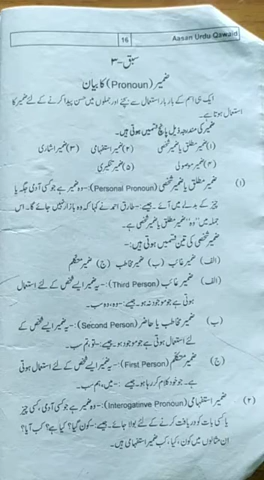 16 Aasan Urdu Qawaid
سبق - ۳
ضمیر (Pronoun) کا بیان
ایک ہی اسم کے بار بار استعمال سے بچنے اور جملوں میں حسن پیدا کرنے کے لئے ضمیر کا
استعمال ہوتا ہے۔
ضمیر کی مندرجہ ذیل پانچ قسمیں ہوتی ہیں۔
(۱) ضمیر مطلق یا ضمیر شخصی (۲) ضمیر استفہامی (۳) ضمیر اشاری
(۴) ضمیر موصولی (۵) ضمیر تنکیری
(۱) ضمیر مطلق یا ضمیر شخصی (Personal Pronoun):- وہ ضمیر ہے جو کسی آدمی جگہ یا
چیز کے بدلے میں آئے۔ جیسے:- طارق احمد نے کہا کہ وہ بازار نہیں جائے گا۔ اس
جملہ میں "وہ" ضمیر مطلق یا ضمیر شخصی ہے۔
ضمیر شخصی کی تین قسمیں ہوتی ہیں:-
(الف) ضمیر غائب (ب) ضمیر مخاطب (ج) ضمیر متکلم
(الف) ضمیر غائب (Third Person):- یہ ضمیر ایسے شخص کے لئے استعمال
ہوتی ہے جو موجود نہ ہو۔ جیسے:- وہ،
(ب) ضمیر مخاطب یا حاضر (Second Person):- یہ ضمیر ایسے شخص کے
لئے استعمال ہوتی ہے جو موجود ہو۔ جیسے:- تو، تم،
(ج) ضمیر متکلم (First Person):- یہ ضمیر ایسے شخص کے لئے استعمال ہوتی
ہے۔ جو خود کلام کر رہا ہو۔ جیسے:- میں، ہم
(۲) ضمیر استفہامی (Interogatinve Pronoun):- وہ ضمیر ہے جو کسی آدمی، کسی چیز
یا کسی بات کو دریافت کرنے کے لئے بولا جائے۔ جیسے:- کون گیا؟ کیا ہے؟ کب آیا؟
ان مثالوں میں کون، کیا، کب ضمیر استفہامی ہیں۔